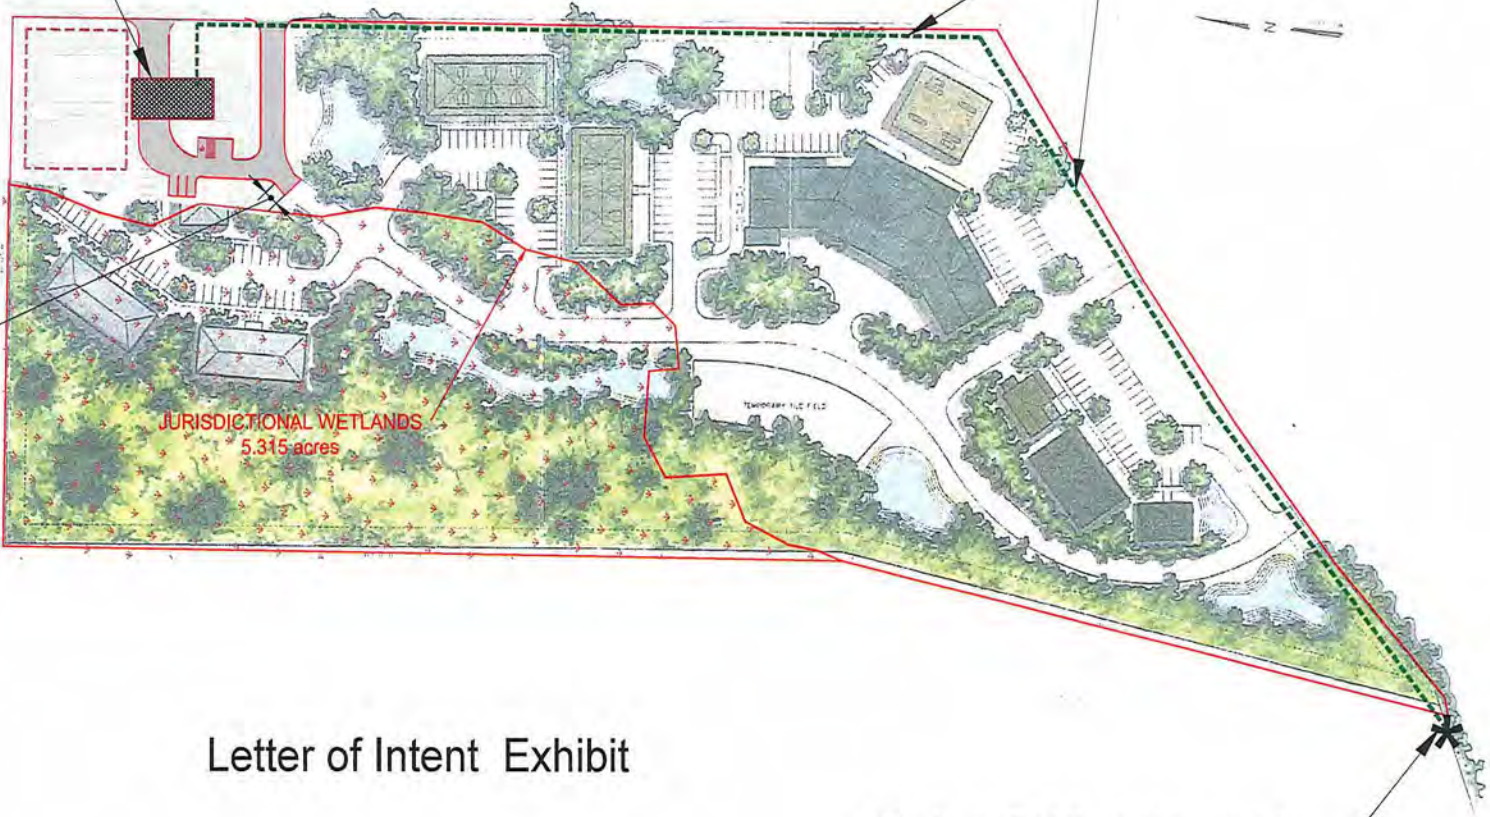 N
JURISDICTIONAL WETLANDS
5.315 acres
TEMPORARY TILE FIELD
Letter of Intent Exhibit